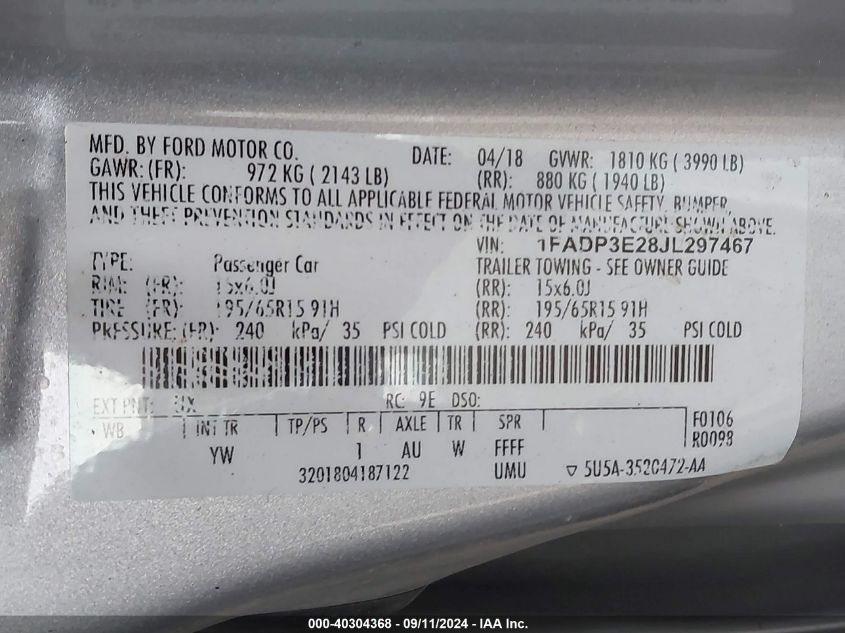 MFD. BY FORD MOTOR CO. DATE: 04/18 GVWR: 1810 KG ( 3990 LB)
GAWR: (FR): 972 KG ( 2143 LB) (RR): 880 KG ( 1940 LB)
THIS VEHICLE CONFORMS TO ALL APPLICABLE FEDERAL MOTOR VEHICLE SAFETY, BUMPER,
AND THEFT PREVENTION STANDARDS IN EFFECT ON THE DATE OF MANUFACTURE SHOWN ABOVE.
VIN: 1FADP3E28JL297467
TYPE: Passenger Car TRAILER TOWING - SEE OWNER GUIDE
RIM: (FR): 15x6.0J (RR): 15x6.0J
TIRE (FR): 195/65R15 91H (RR): 195/65R15 91H
PRESSURE: (FR): 240 kPa/ 35 PSI COLD (RR): 240 kPa/ 35 PSI COLD
EXT PNT: UX RC: 9E DSO:
WB INT TR TP/PS R AXLE TR SPR F0106
YW 1 AU W FFFF R0098
3201804187122 UMU ▽ 5U5A-3520472-AA
000-40304368 - 09/11/2024 - IAA Inc.